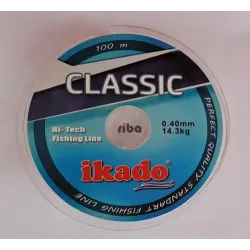 100 m
CLASSIC
Hi-Tech
Fishing Line
riba
0.40mm
14.3kg
ikado
PERFECT QUALITY STANDART FISHING LINE